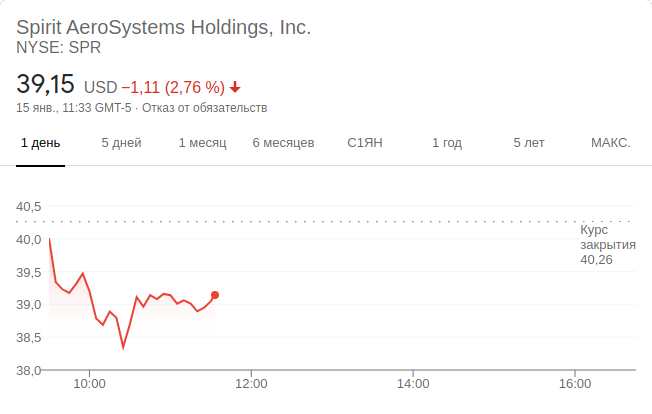 Spirit AeroSystems Holdings, Inc.
NYSE: SPR
39,15 USD −1,11 (2,76 %)
15 янв., 11:33 GMT-5 · Отказ от обязательств
1 день 5 дней 1 месяц 6 месяцев С1ЯН 1 год 5 лет МАКС.
40,5
Курс
закрытия
40,26
40,0
39,5
39,0
38,5
38,0
10:00 12:00 14:00 16:00